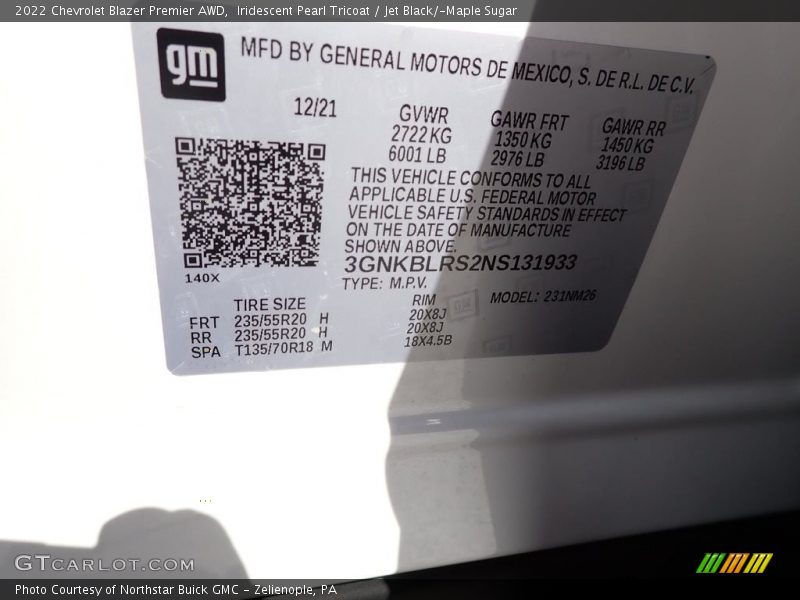 2022 Chevrolet Blazer Premier AWD, Iridescent Pearl Tricoat / Jet Black/-Maple Sugar
gm
MFD BY GENERAL MOTORS DE MEXICO, S. DE R.L. DE C.V.
12/21
GVWR GAWR FRT GAWR RR
2722 KG 1350 KG 1450 KG
6001 LB 2976 LB 3196 LB
THIS VEHICLE CONFORMS TO ALL
APPLICABLE U.S. FEDERAL MOTOR
VEHICLE SAFETY STANDARDS IN EFFECT
ON THE DATE OF MANUFACTURE
SHOWN ABOVE.
140X
3GNKBLRS2NS131933
TYPE: M.P.V.
MODEL: 231NM26
TIRE SIZE RIM
FRT 235/55R20 H 20X8J
RR 235/55R20 H 20X8J
SPA T135/70R18 M 18X4.5B
GTCARLOT.COM
Photo Courtesy of Northstar Buick GMC - Zelienople, PA